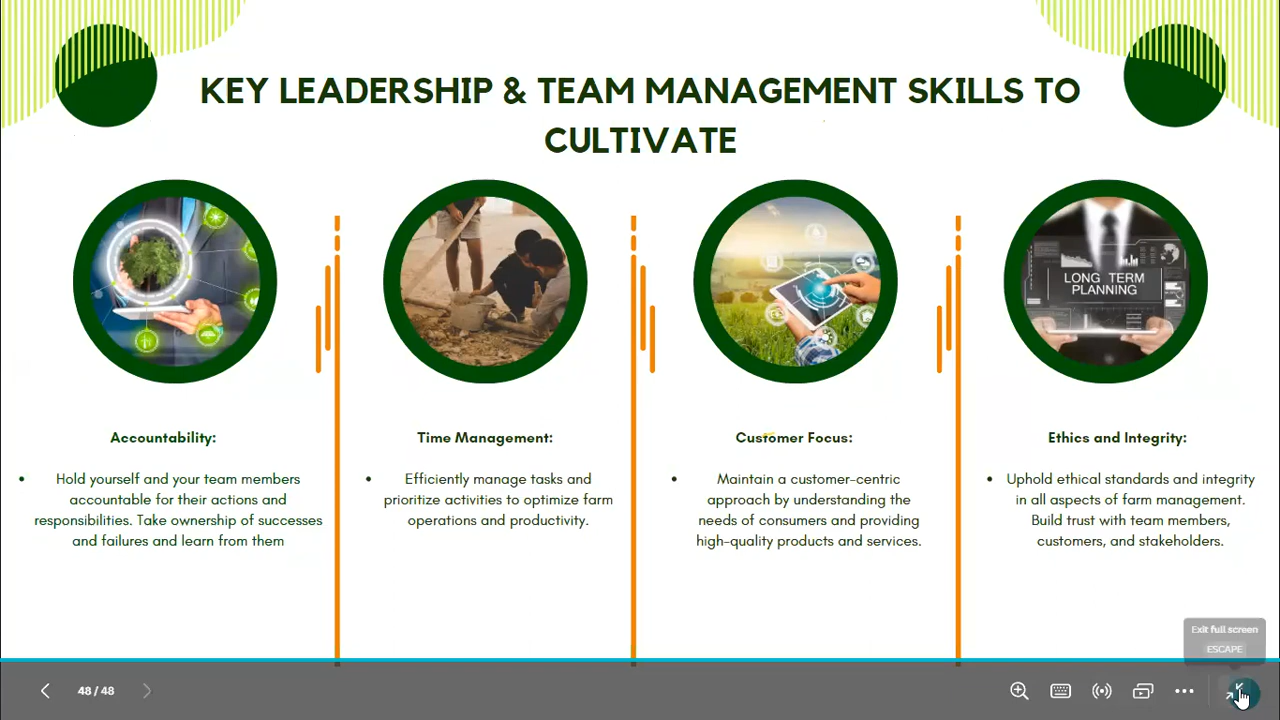 KEY LEADERSHIP & TEAM MANAGEMENT SKILLS TO
CULTIVATE
LONG TERM
PLANNING
Accountability:
• Hold yourself and your team members
accountable for their actions and
responsibilities. Take ownership of successes
and failures and learn from them
Time Management:
• Efficiently manage tasks and
prioritize activities to optimize farm
operations and productivity.
Customer Focus:
• Maintain a customer-centric
approach by understanding the
needs of consumers and providing
high-quality products and services.
Ethics and Integrity:
• Uphold ethical standards and integrity
in all aspects of farm management.
Build trust with team members,
customers, and stakeholders.
Exit full screen
ESCAPE
48 / 48